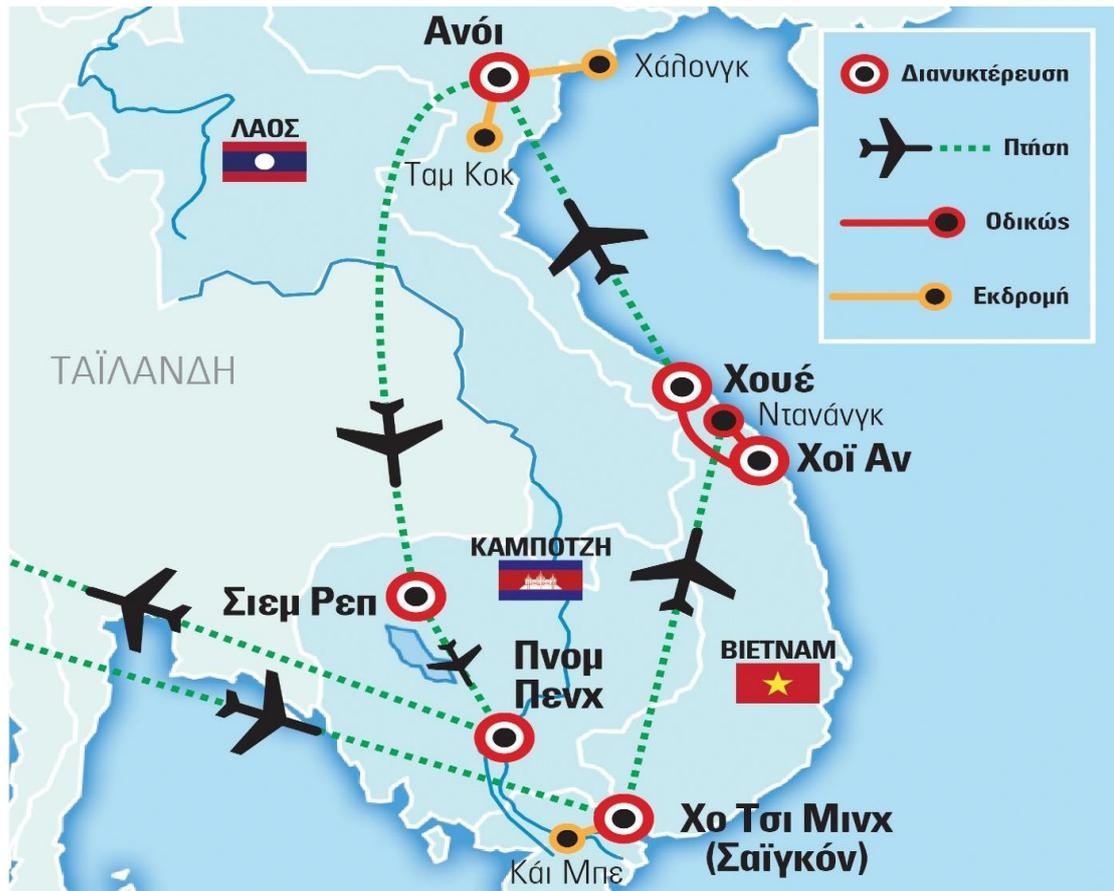 Ανόι
Χάλονγκ
Ταμ Κοκ
ΛΑΟΣ
ΤΑΪΛΑΝΔΗ
Διανυκτέρευση
Πτήση
Οδικώς
Εκδρομή
Χουέ
Ντανάνγκ
Χοϊ Αν
ΚΑΜΠΟΤΖΗ
Σιεμ Ρεπ
Πνομ
Πενχ
ΒΙΕΤΝΑΜ
Χο Τσι Μινχ
(Σαϊγκόν)
Κάι Μπε